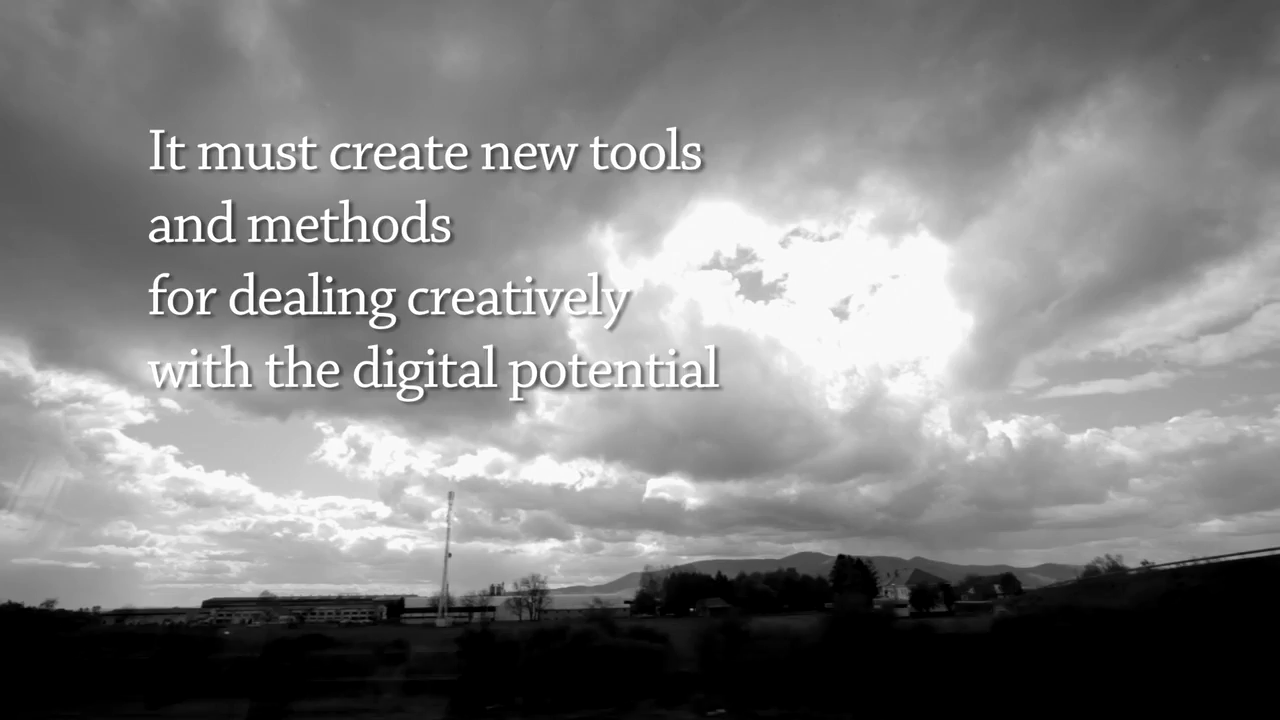 It must create new tools
and methods
for dealing creatively
with the digital potential